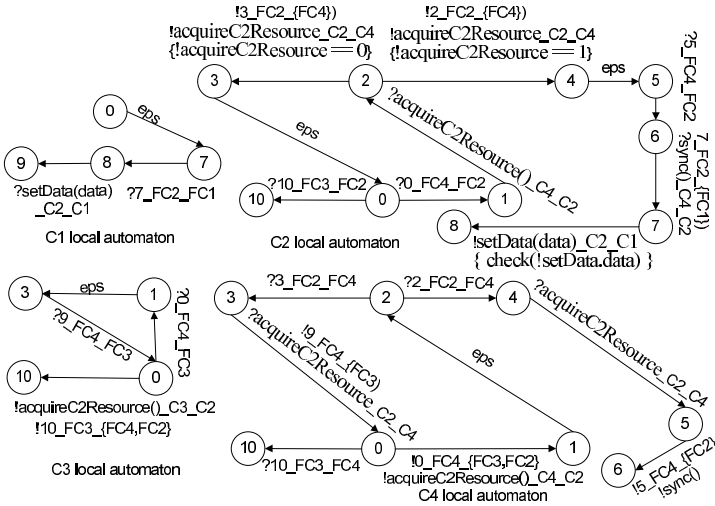 !3_FC2_{FC4})
!acquireC2Resource_C2_C4
{!acquireC2Resource == 0}
!2_FC2_{FC4})
!acquireC2Resource_C2_C4
{!acquireC2Resource == 1}
3
2
4
eps
5
?5_FC4_FC2
6
7_FC2_{FC1})
?sync()_C4_C2
7
!setData(data)_C2_C1
{ check(!setData.data) }
8
eps
?acquireC2Resource()_C4_C2
10
?10_FC3_FC2
0
?0_FC4_FC2
1
C2 local automaton
0
eps
9
8
7
?setData(data)
_C2_C1
?7_FC2_FC1
C1 local automaton
3
eps
1
?9_FC4_FC3
?0_FC4_FC3
10
0
!acquireC2Resource()_C3_C2
!10_FC3_{FC4,FC2}
C3 local automaton
3
?3_FC2_FC4
2
?2_FC2_FC4
4
?acquireC2Resource_C2_C4
!9_FC4_{FC3)
?acquireC2Resource_C2_C4
eps
5
10
?10_FC3_FC4
0
!0_FC4_{FC3,FC2}
!acquireC2Resource()_C4_C2
1
6
!5_FC4_{FC2}
!sync()
C4 local automaton